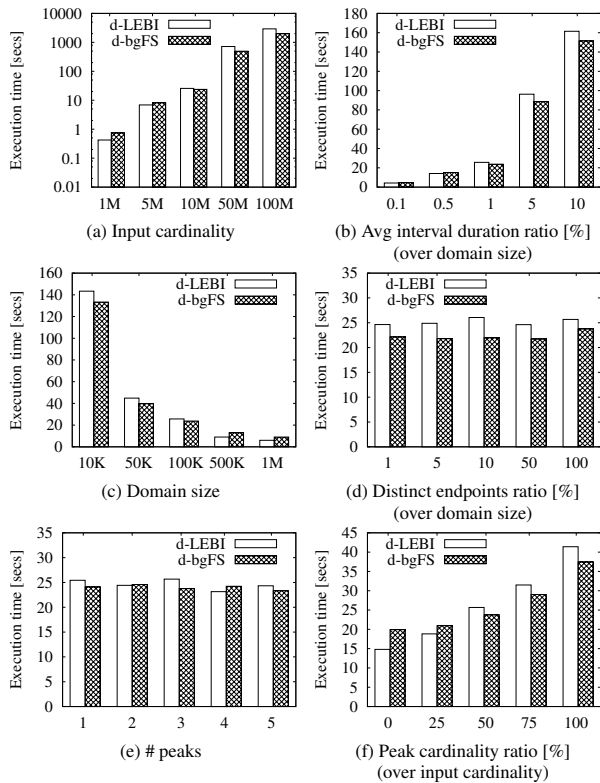 Execution time [secs]
10000
1000
100
10
1
0.1
0.01
d-LEBI
d-bgFS
1M 5M 10M 50M 100M
(a) Input cardinality
Execution time [secs]
180
160
140
120
100
80
60
40
20
0
d-LEBI
d-bgFS
0.1 0.5 1 5 10
(b) Avg interval duration ratio [%]
(over domain size)
Execution time [secs]
160
140
120
100
80
60
40
20
0
d-LEBI
d-bgFS
10K 50K 100K 500K 1M
(c) Domain size
Execution time [secs]
35
30
25
20
15
10
5
0
d-LEBI
d-bgFS
1 5 10 50 100
(d) Distinct endpoints ratio [%]
(over domain size)
Execution time [secs]
35
30
25
20
15
10
5
0
d-LEBI
d-bgFS
1 2 3 4 5
(e) # peaks
Execution time [secs]
45
40
35
30
25
20
15
10
5
0
d-LEBI
d-bgFS
0 25 50 75 100
(f) Peak cardinality ratio [%]
(over input cardinality)